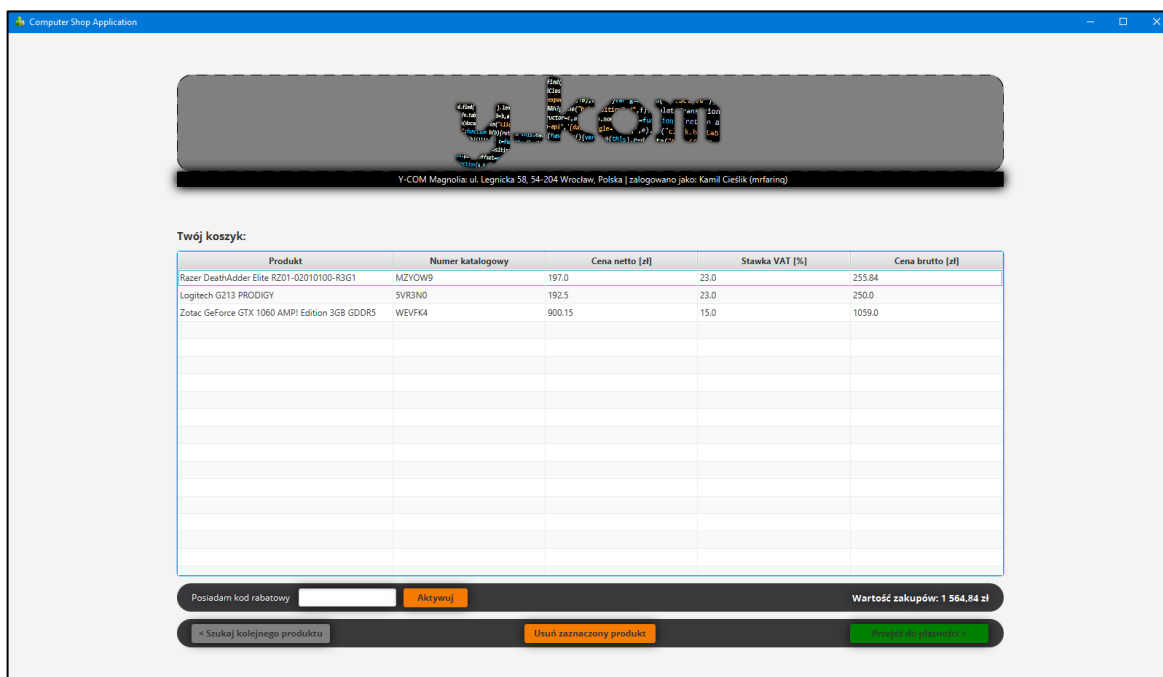 Computer Shop Application
y-kom
Y-COM Magnolia: ul. Legnicka 58, 54-204 Wrocław, Polska | zalogowano jako: Kamil Cieślik (mrfarinq)
Twój koszyk:
Produkt Numer katalogowy Cena netto [zł] Stawka VAT [%] Cena brutto [zł]
Razer DeathAdder Elite RZ01-02010100-R3G1 MZYOW9 197.0 23.0 255.84
Logitech G213 PRODIGY 5VR3N0 192.5 23.0 250.0
Zotac GeForce GTX 1060 AMP! Edition 3GB GDDR5 WEVFK4 900.15 15.0 1059.0
Posiadam kod rabatowy Aktywuj Wartość zakupów: 1 564,84 zł
< Szukaj kolejnego produktu Usuń zaznaczony produkt Przejdź do płatności >